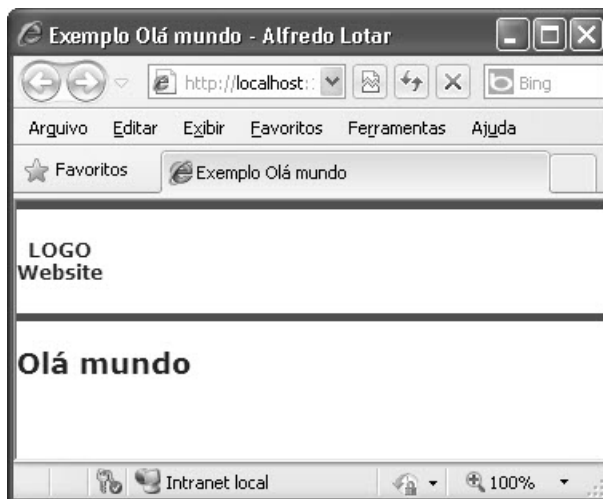 Exemplo Olá mundo - Alfredo Lotar
http://localhost: Bing
Arquivo Editar Exibir Favoritos Ferramentas Ajuda
Favoritos Exemplo Olá mundo
LOGO
Website
Olá mundo
Intranet local 100%